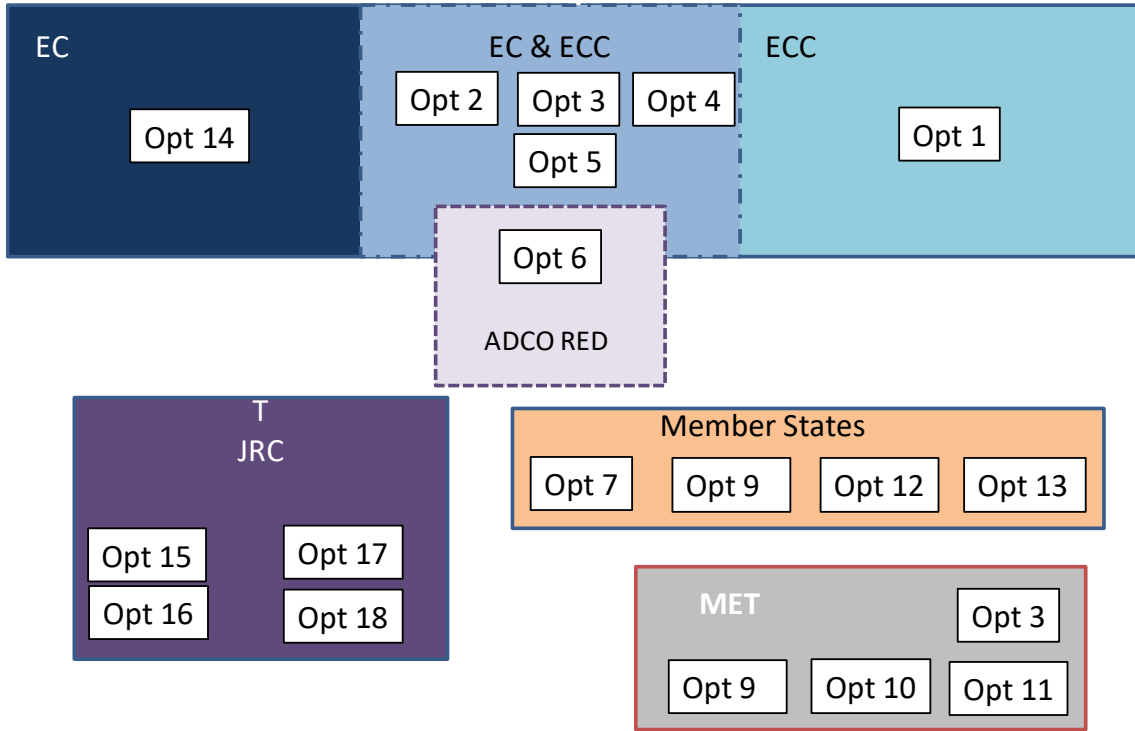 EC
EC & ECC
ECC
Opt 14
Opt 2
Opt 3
Opt 4
Opt 5
Opt 1
Opt 6
ADCO RED
T
JRC
Opt 15
Opt 17
Opt 16
Opt 18
Member States
Opt 7
Opt 9
Opt 12
Opt 13
MET
Opt 3
Opt 9
Opt 10
Opt 11